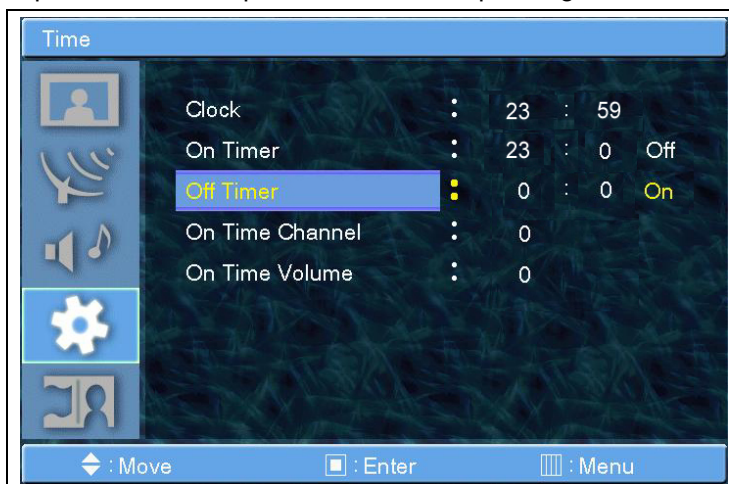 Time
Clock : 23 : 59
On Timer : 23 : 0 Off
Off Timer : 0 : 0 On
On Time Channel : 0
On Time Volume : 0
: Move : Enter : Menu